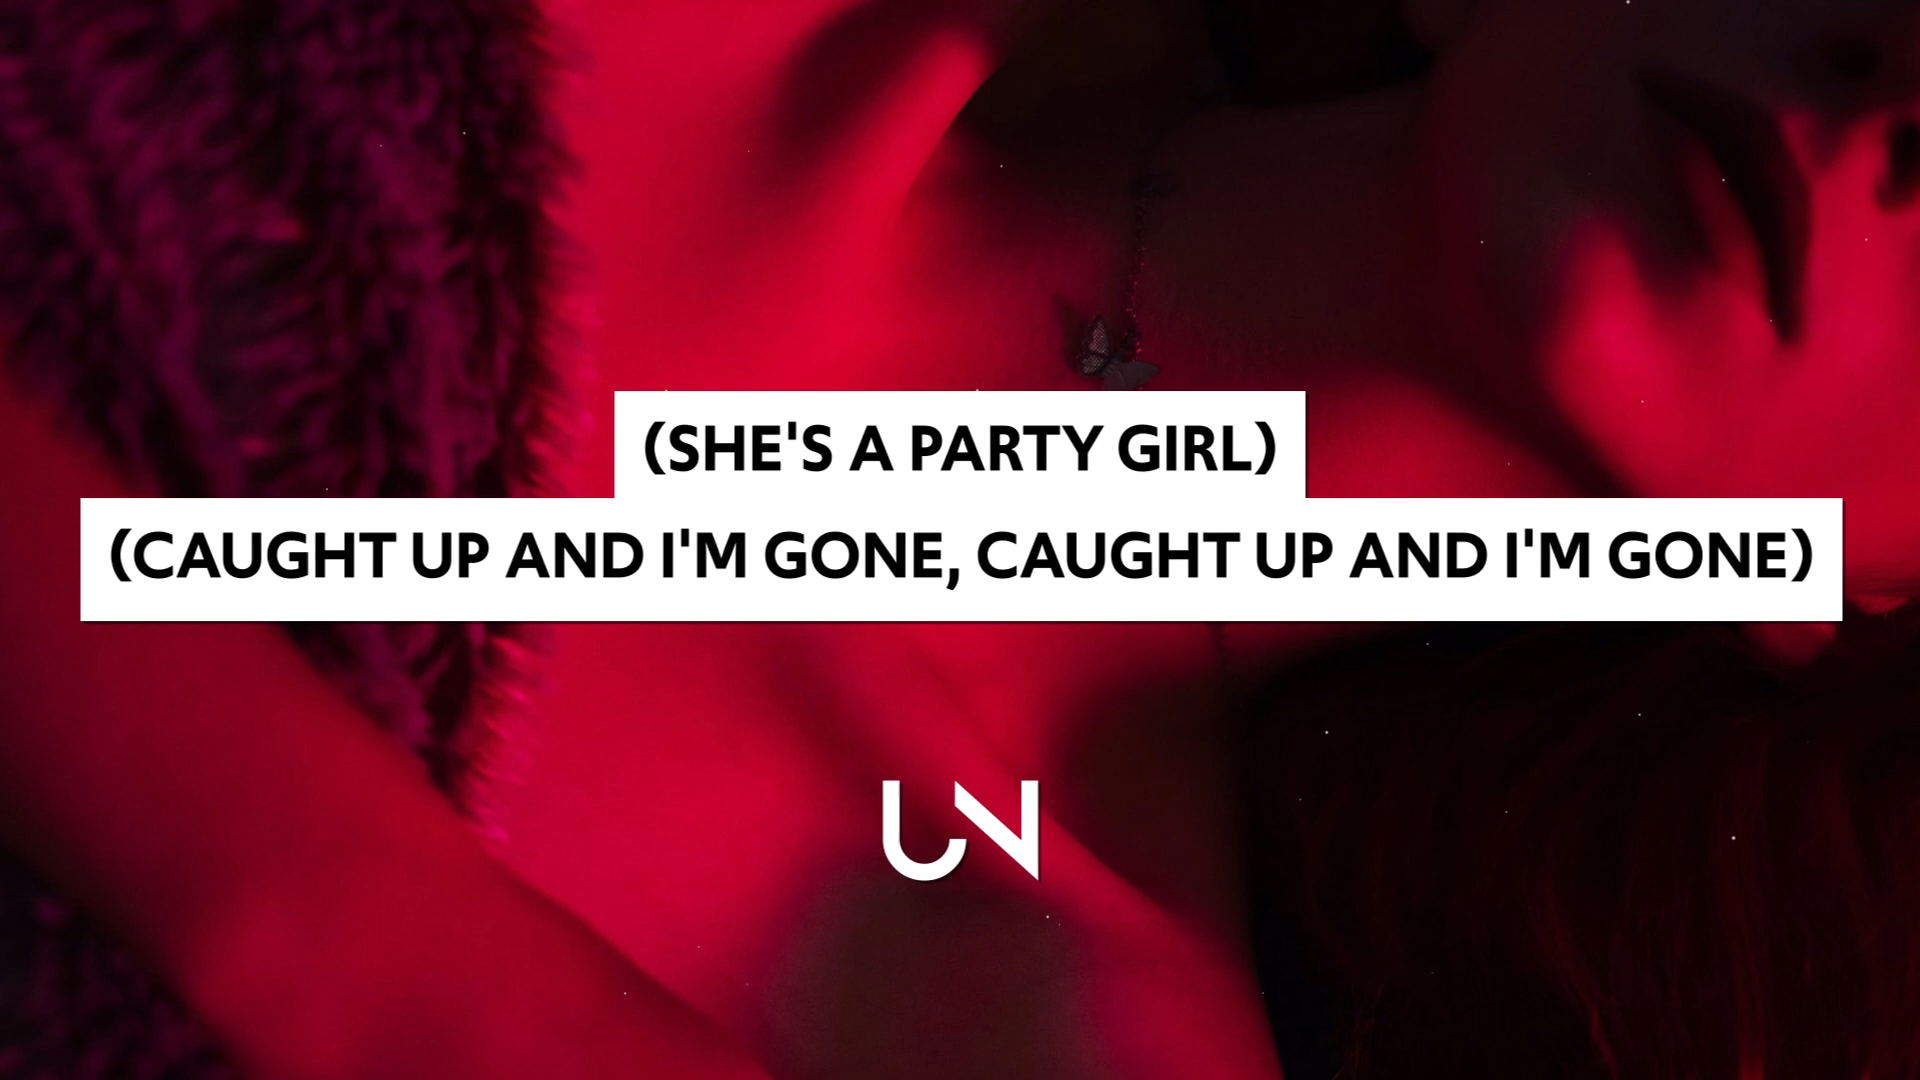 (SHE'S A PARTY GIRL)
(CAUGHT UP AND I'M GONE, CAUGHT UP AND I'M GONE)
UN